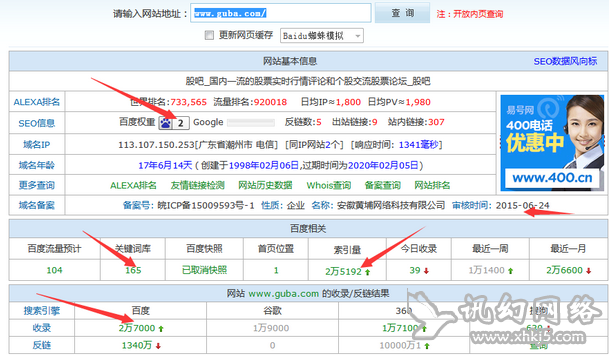 请输入网站地址： www.guba.com/ 查 询 注：开放内页查询
更新网页缓存 Baidu蜘蛛模拟
网站基本信息 SEO数据风向标
股吧_国内一流的股票实时行情评论和个股交流股票论坛_股吧
ALEXA排名 世界排名:733,565 流量排名:920018 日均IP≈1,800 日均PV≈1,980
SEO信息 百度权重 2 Google 反链数:5 出站链接:9 站内链接:307
域名IP 113.107.150.253[广东省潮州市 电信] [同IP网站2个] [响应时间: 1341毫秒]
域名年龄 17年6月14天 ( 创建于1998年02月06日,过期时间为2020年02月05日)
更多查询 ALEXA排名 友情链接检测 网站历史数据 Whois查询 备案查询 网站排名
易号网
400电话
优惠中
www.400.cn
域名备案 备案号: 皖ICP备15009593号-1 性质: 企业 名称: 安徽黄埔网络科技有限公司 审核时间: 2015-06-24
百度相关
百度流量预计 关键词库 百度快照 首页位置 索引量 今日收录 最近一周 最近一月
104 165 已取消快照 1 2万5192 39 1万1400 2万6600
网站 www.guba.com 的收录/反链结果
搜索引擎 百度 谷歌 360
收录 2万7000 1万9000 1万7100
反链 1340万 0 10000万1 查询
讯约网络
www.xhkt5.com